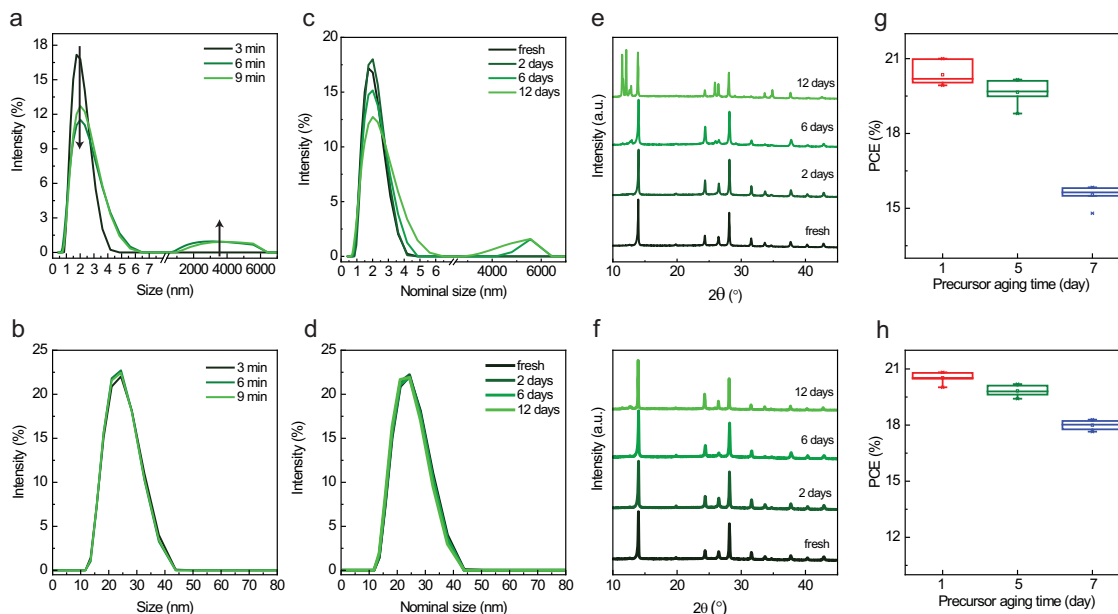 a
3 min
6 min
9 min
Intensity (%)
18
15
12
9
6
3
0
0 1 2 3 4 5 6 7 2000 4000 6000
Size (nm)
c
fresh
2 days
6 days
12 days
Intensity (%)
20
15
10
5
0
0 1 2 3 4 5 6 4000 6000
Nominal size (nm)
e
12 days
6 days
2 days
fresh
Intensity (a.u.)
10 20 30 40
2θ (°)
g
PCE (%)
21
18
15
1 5 7
Precursor aging time (day)
b
3 min
6 min
9 min
Intensity (%)
25
20
15
10
5
0
0 10 20 30 40 50 60 70 80
Size (nm)
d
fresh
2 days
6 days
12 days
Intensity (%)
25
20
15
10
5
0
0 10 20 30 40 50 60 70 80
Nominal size (nm)
f
12 days
6 days
2 days
fresh
Intensity (a.u.)
10 20 30 40
2θ (°)
h
PCE (%)
21
18
15
12
9
1 5 7
Precursor aging time (day)